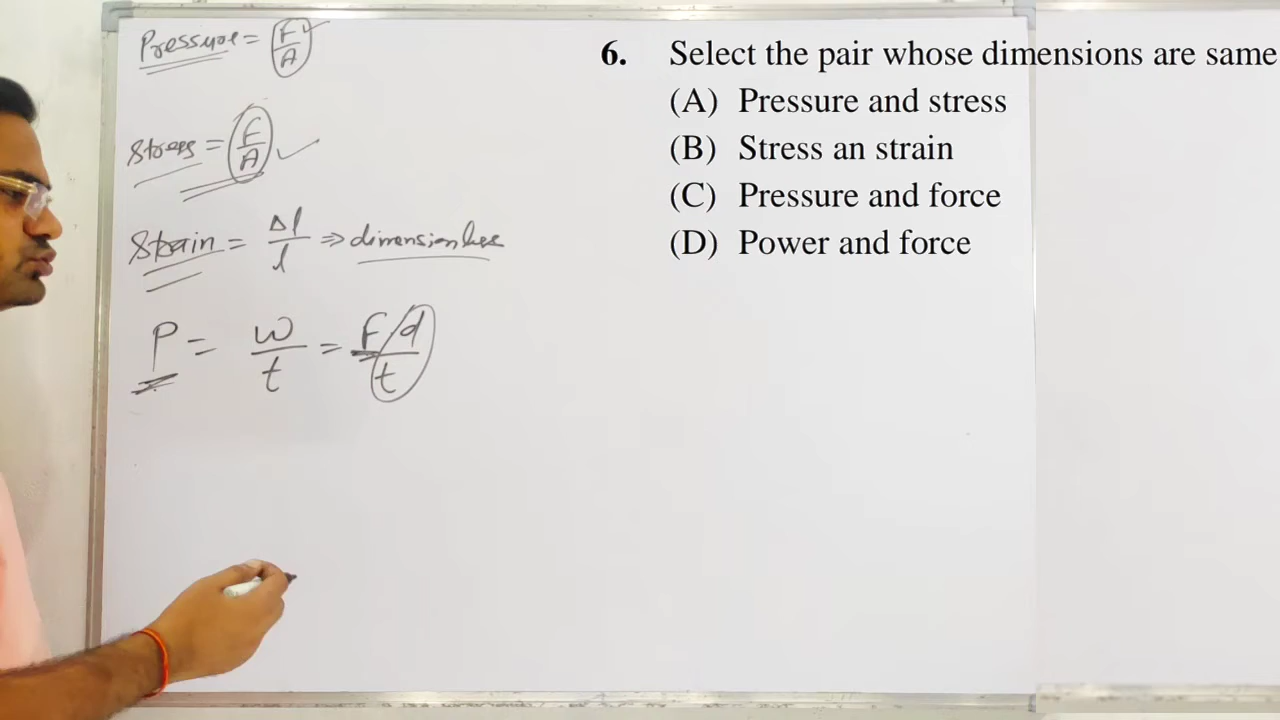 Pressure = F/A
Stress = F/A ✓
Strain = Δl/l ⇒ dimensionless
P = w/t = F/d/t
6. Select the pair whose dimensions are same
(A) Pressure and stress
(B) Stress an strain
(C) Pressure and force
(D) Power and force